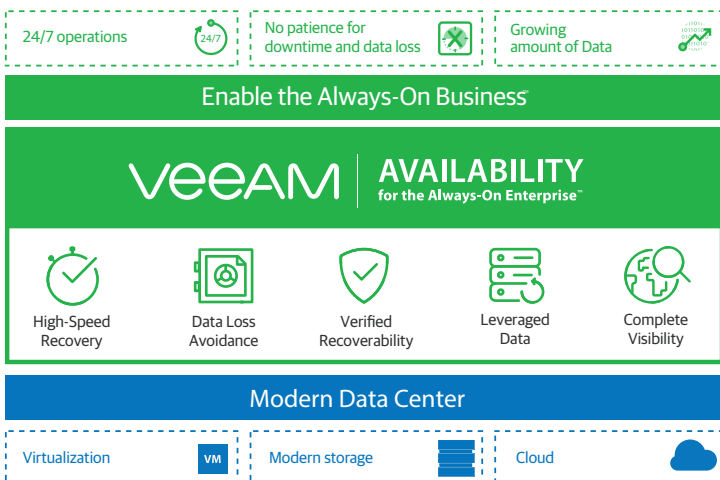 24/7 operations
24/7
No patience for
downtime and data loss
Growing
amount of Data
Enable the Always-On Business™
veeAM
AVAILABILITY
for the Always-On Enterprise™
High-Speed
Recovery
Data Loss
Avoidance
Verified
Recoverability
Leveraged
Data
Complete
Visibility
Modern Data Center
Virtualization
VM
Modern storage
Cloud